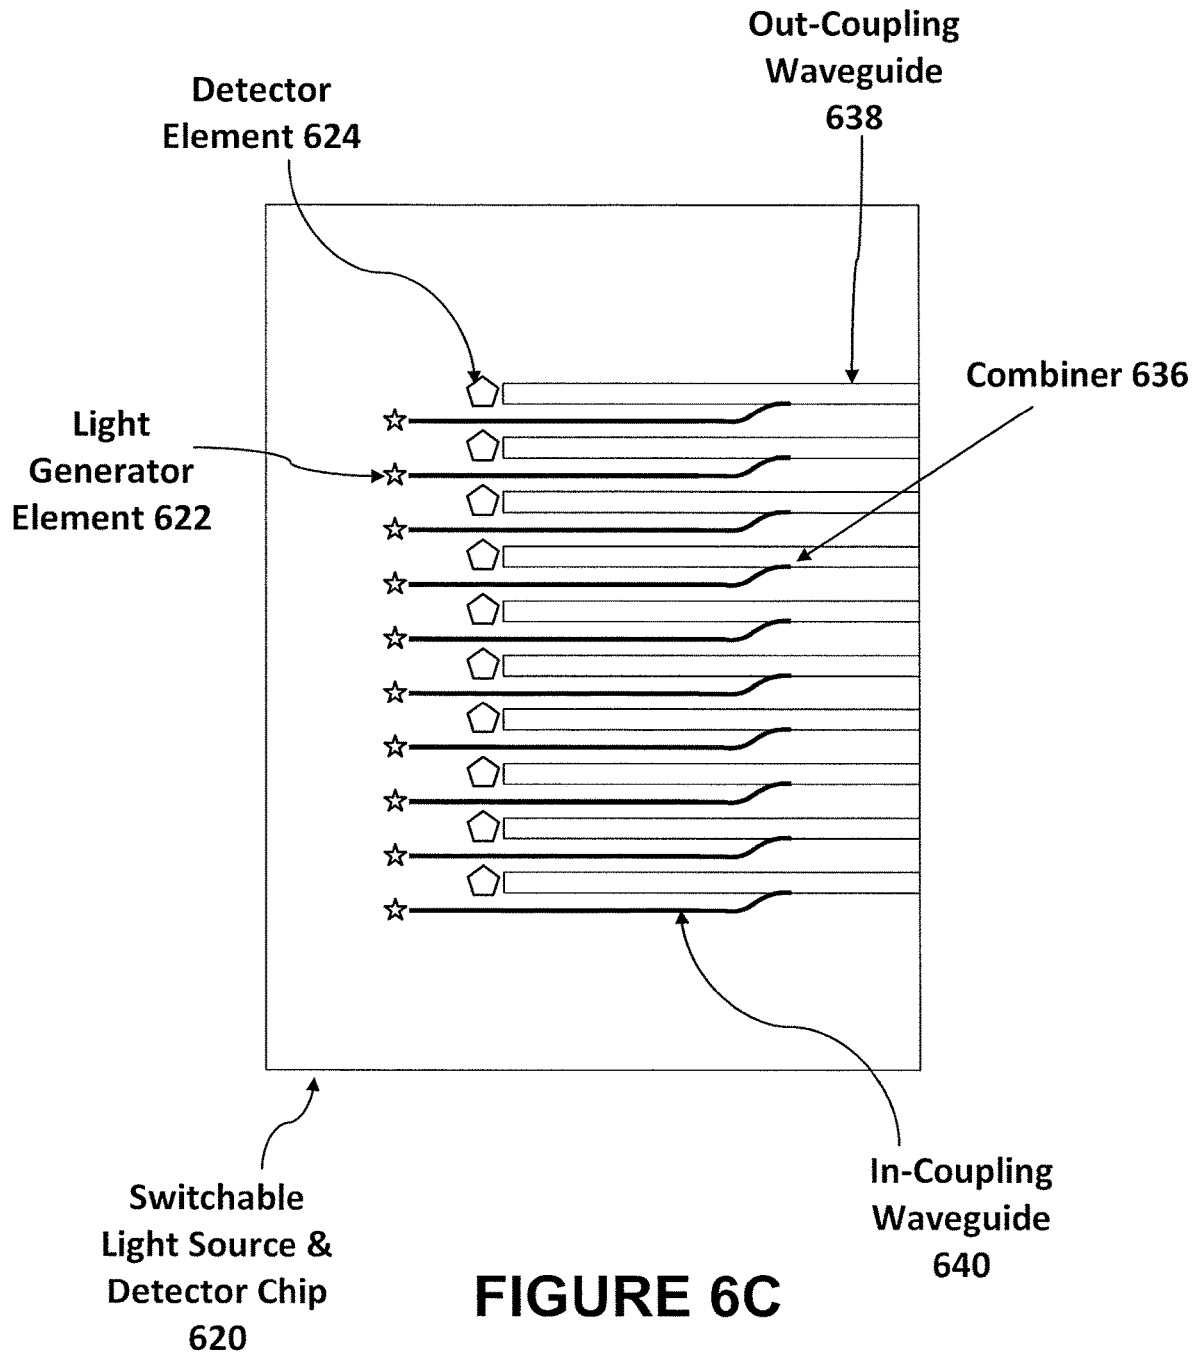 Out-Coupling
Waveguide
638
Detector
Element 624
Combiner 636
Light
Generator
Element 622
In-Coupling
Waveguide
640
Switchable
Light Source &
Detector Chip
620
FIGURE 6C